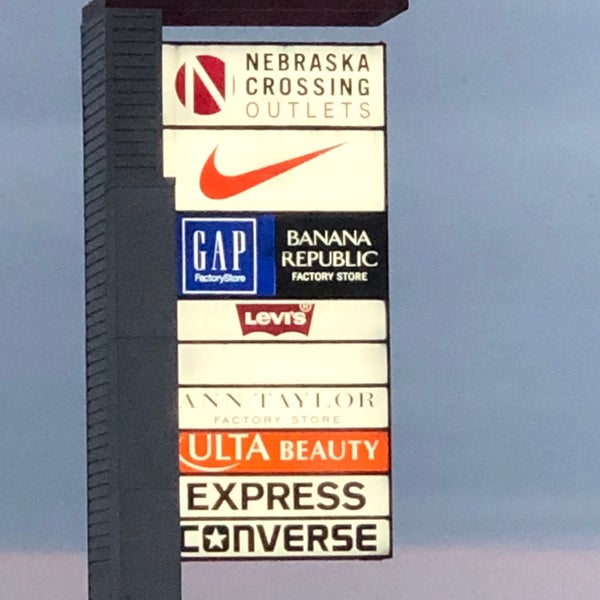 N
NEBRASKA
CROSSING
OUTLETS
GAP
FactoryStore
BANANA
REPUBLIC
FACTORY STORE
LEVI'S®
ANN TAYLOR
FACTORY STORE
ULTA BEAUTY
EXPRESS
CONVERSE